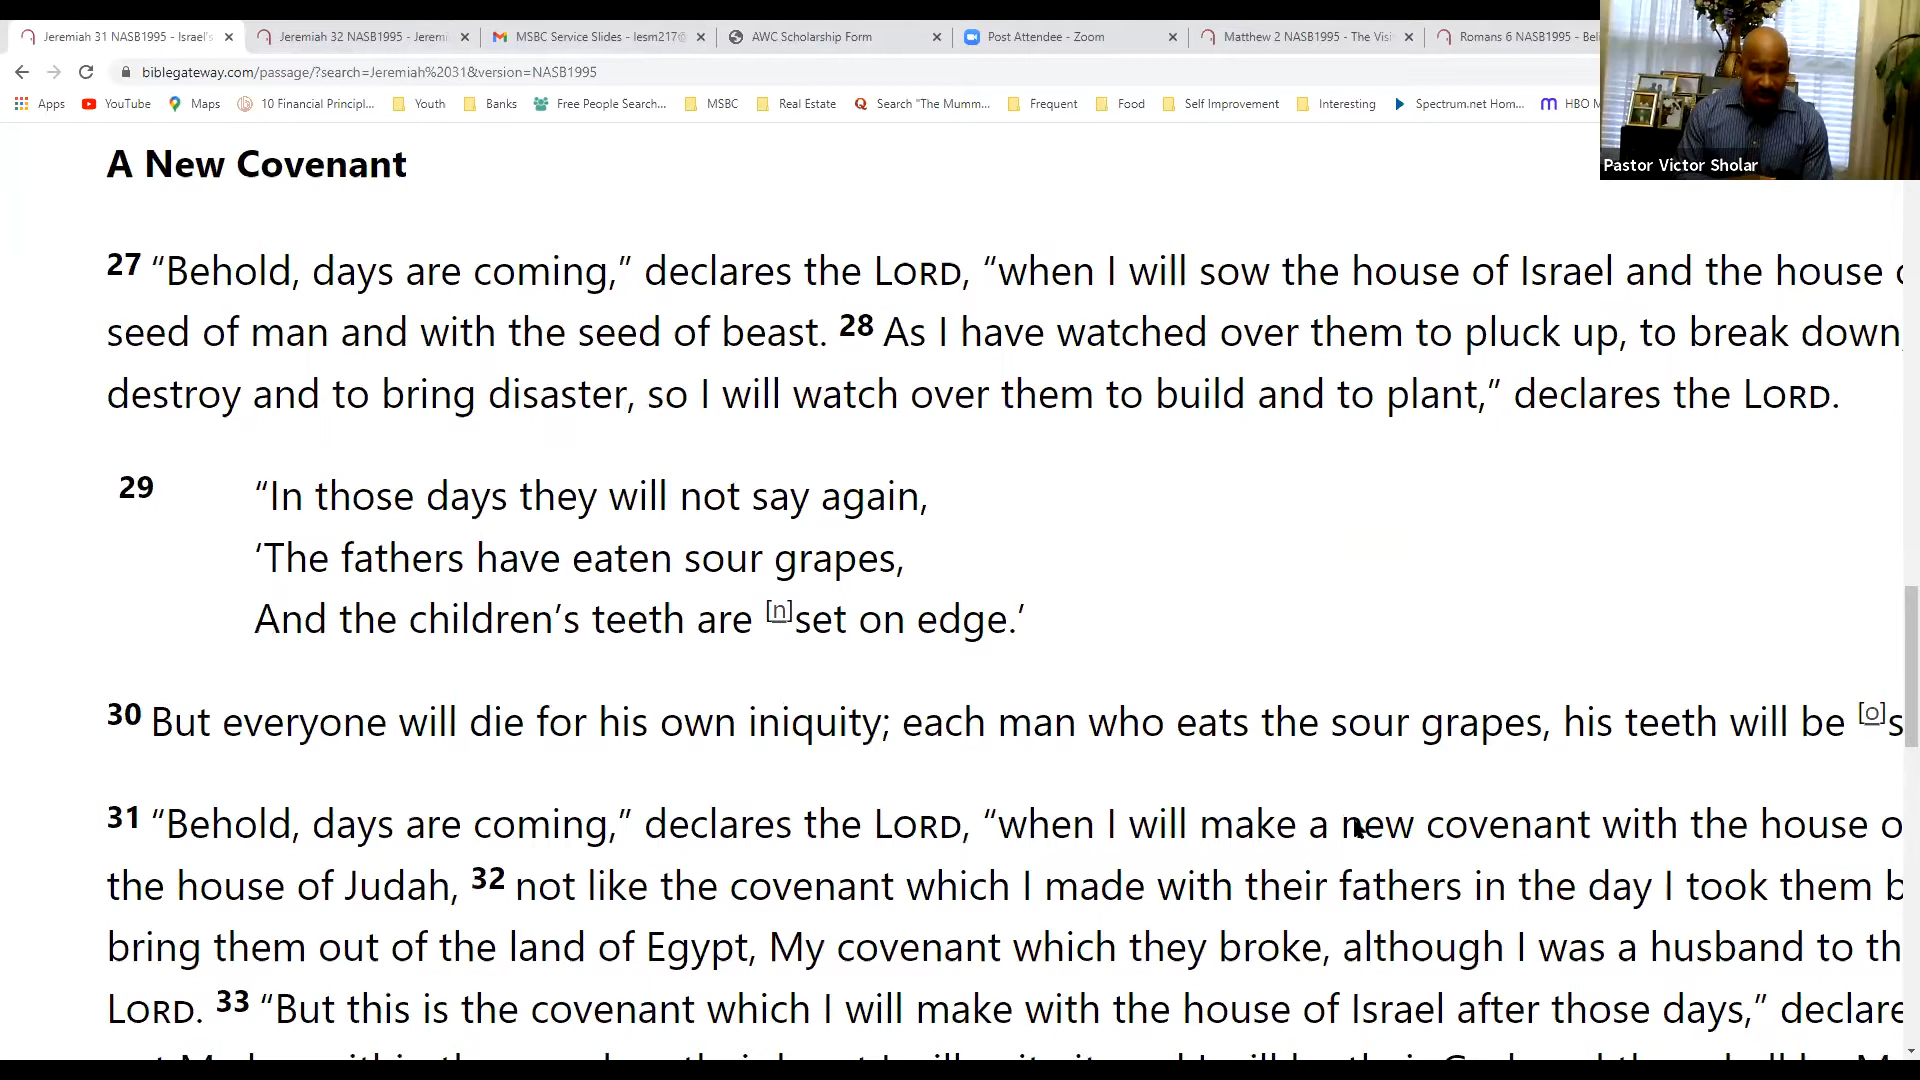 Jeremiah 31 NASB1995 - Israel's
Jeremiah 32 NASB1995 - Jerem
MSBC Service Slides - lesm217@
AWC Scholarship Form
Post Attendee - Zoom
Matthew 2 NASB1995 - The Visi
Romans 6 NASB1995 - Beli
biblegateway.com/passage/?search=Jeremiah%2031&version=NASB1995
Apps
YouTube
Maps
10 Financial Principl...
Youth
Banks
Free People Search...
MSBC
Real Estate
Search "The Mumm...
Frequent
Food
Self Improvement
Interesting
Spectrum.net Hom...
HBO M
Pastor Victor Sholar
A New Covenant
27 “Behold, days are coming,” declares the LORD, “when I will sow the house of Israel and the house
seed of man and with the seed of beast. 28 As I have watched over them to pluck up, to break down,
destroy and to bring disaster, so I will watch over them to build and to plant,” declares the LORD.
29 “In those days they will not say again,
‘The fathers have eaten sour grapes,
And the children’s teeth are [n]set on edge.’
30 But everyone will die for his own iniquity; each man who eats the sour grapes, his teeth will be [o]s
31 “Behold, days are coming,” declares the LORD, “when I will make a new covenant with the house o
the house of Judah, 32 not like the covenant which I made with their fathers in the day I took them b
bring them out of the land of Egypt, My covenant which they broke, although I was a husband to th
LORD. 33 “But this is the covenant which I will make with the house of Israel after those days,” declare